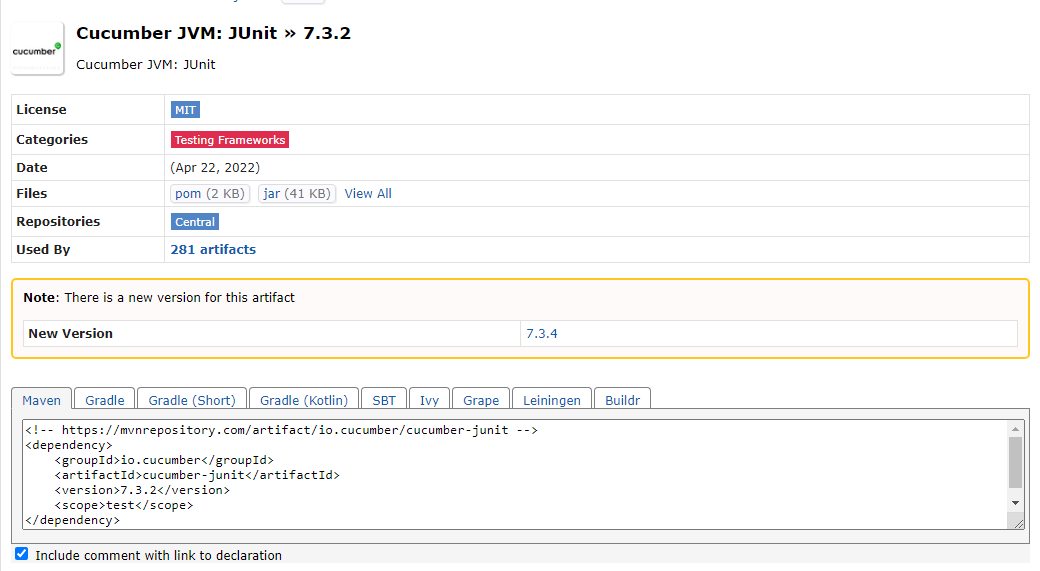 Cucumber JVM: JUnit » 7.3.2
cucumber
Cucumber JVM: JUnit
License MIT
Categories Testing Frameworks
Date (Apr 22, 2022)
Files pom (2 KB) jar (41 KB) View All
Repositories Central
Used By 281 artifacts
Note: There is a new version for this artifact
New Version 7.3.4
Maven Gradle Gradle (Short) Gradle (Kotlin) SBT Ivy Grape Leiningen Buildr
<!-- https://mvnrepository.com/artifact/io.cucumber/cucumber-junit -->
<dependency>
    <groupId>io.cucumber</groupId>
    <artifactId>cucumber-junit</artifactId>
    <version>7.3.2</version>
    <scope>test</scope>
</dependency>
Include comment with link to declaration